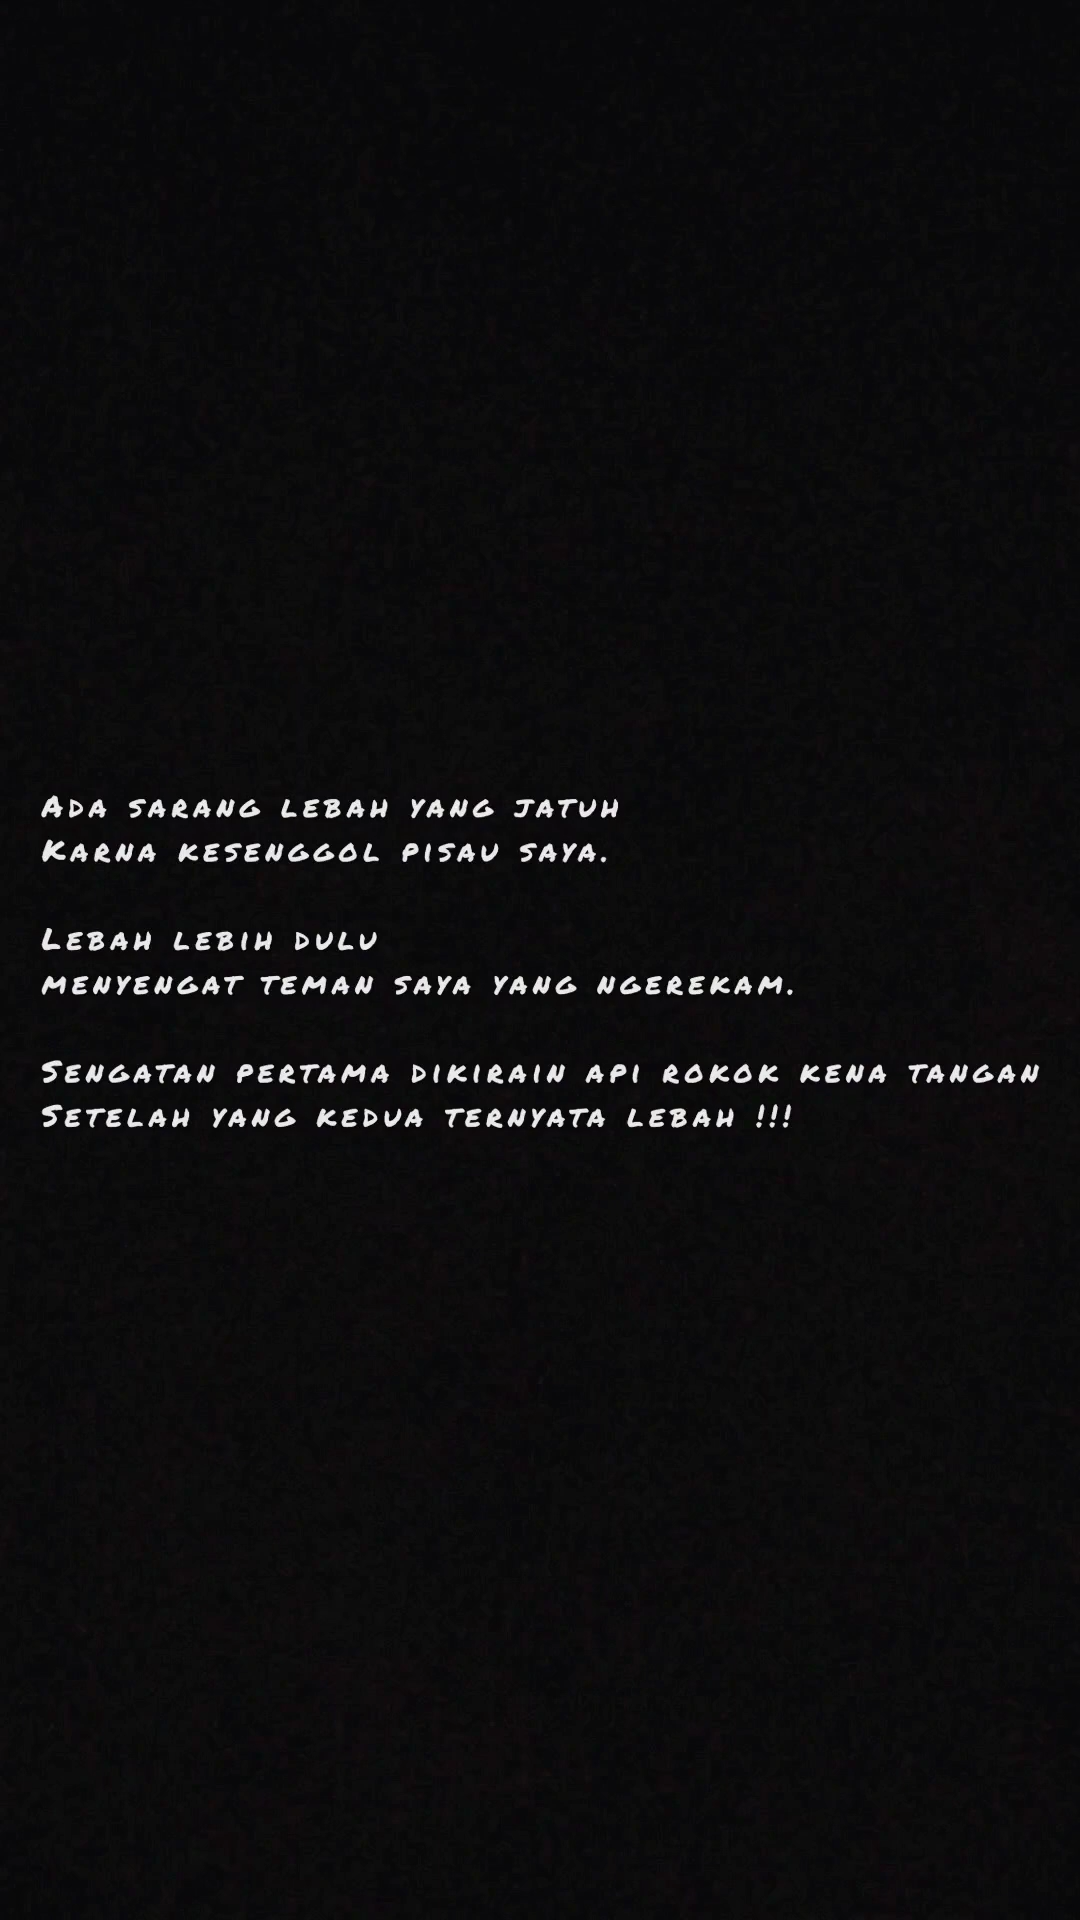 Ada sarang lebah yang jatuh
Karna kesenggol pisau saya.
Lebah lebih dulu
menyengat teman saya yang ngerekam.
Sengatan pertama dikirain api rokok kena tangan
Setelah yang kedua ternyata lebah !!!